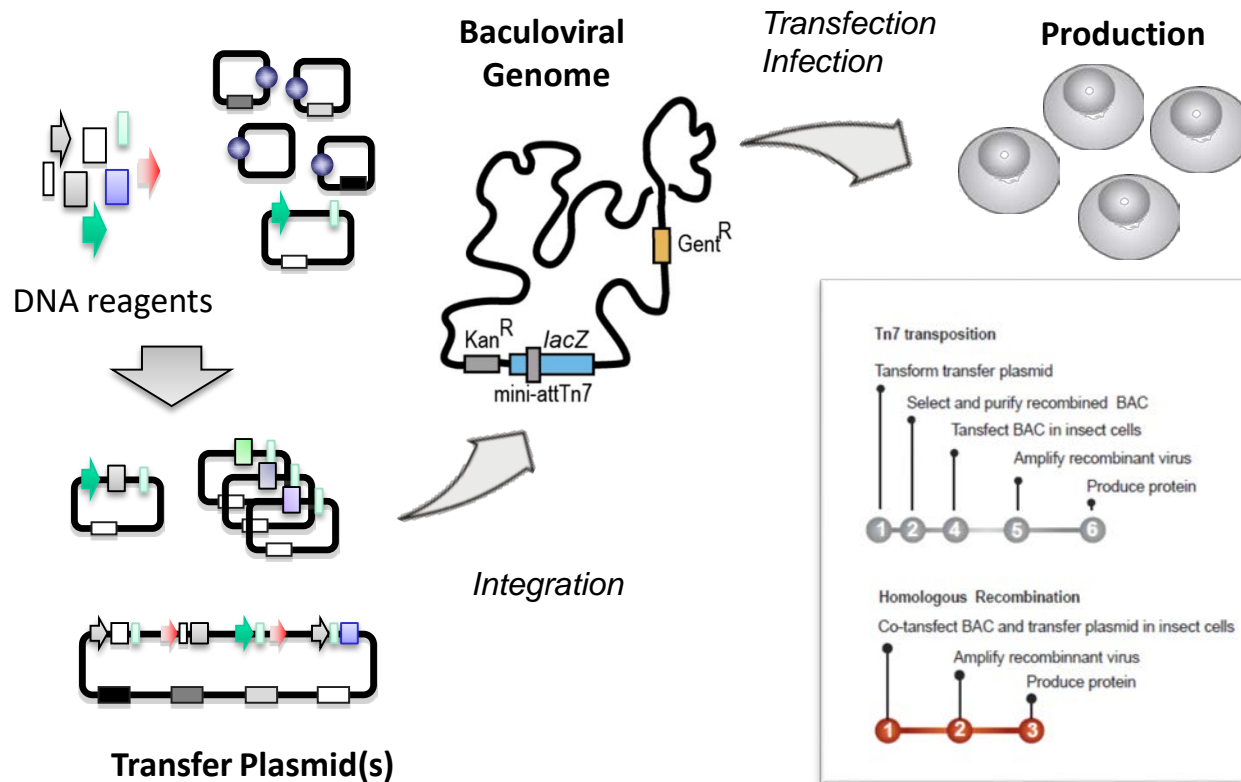 Baculoviral
Genome
Transfection
Infection
Production
DNA reagents
Gent^R
Kan^R
lacZ
mini-attTn7
Integration
Transfer Plasmid(s)
Tn7 transposition
Tansform transfer plasmid
Select and purify recombined BAC
Tansfect BAC in insect cells
Amplify recombinant virus
Produce protein
1 2 4 5 6
Homologous Recombination
Co-tansfect BAC and transfer plasmid in insect cells
Amplify recombinnant virus
Produce protein
1 2 3